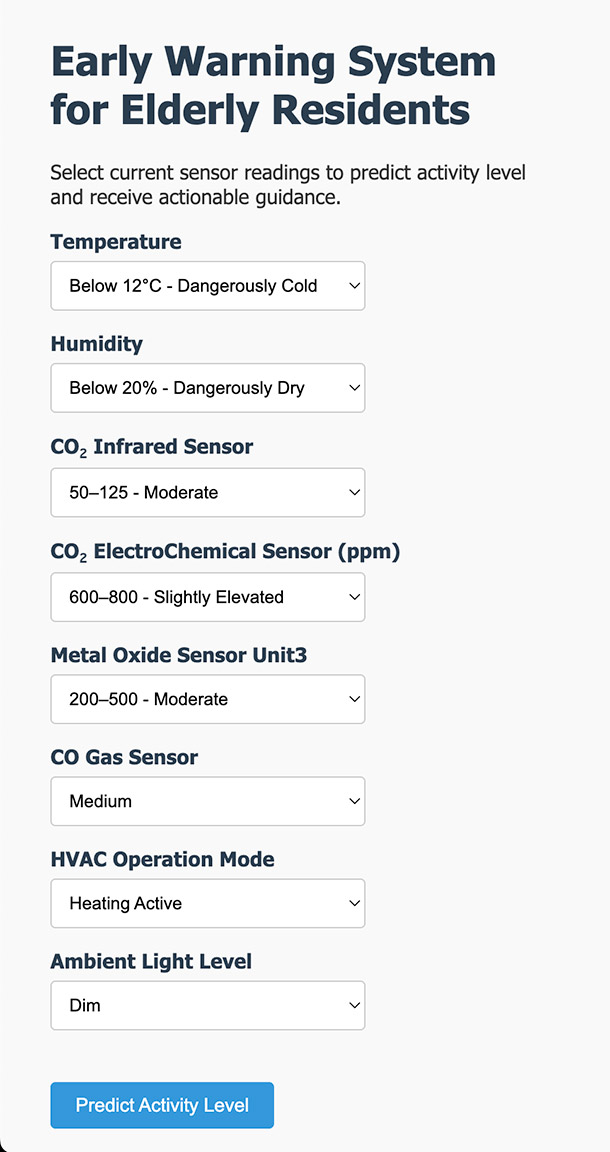 Early Warning System
for Elderly Residents
Select current sensor readings to predict activity level
and receive actionable guidance.
Temperature
Below 12°C - Dangerously Cold
Humidity
Below 20% - Dangerously Dry
CO₂ Infrared Sensor
50–125 - Moderate
CO₂ ElectroChemical Sensor (ppm)
600–800 - Slightly Elevated
Metal Oxide Sensor Unit3
200–500 - Moderate
CO Gas Sensor
Medium
HVAC Operation Mode
Heating Active
Ambient Light Level
Dim
Predict Activity Level